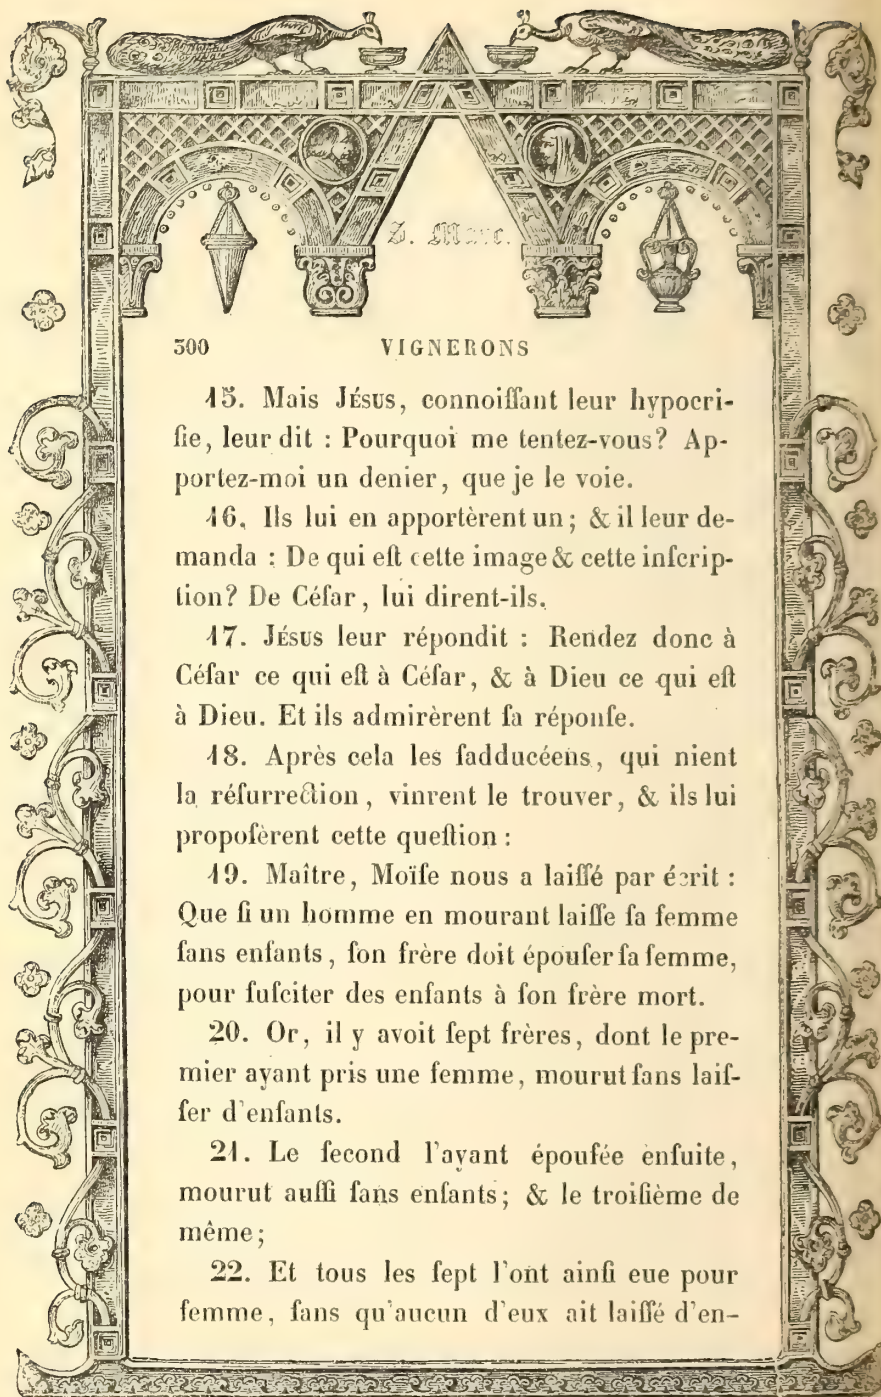 S. Marc.
300 VIGNERONS
15. Mais JÉSUS, connoiſſant leur hypocri-
ſie, leur dit : Pourquoi me tentez-vous? Ap-
portez-moi un denier, que je le voie.
16. Ils lui en apportèrent un ; & il leur de-
manda : De qui eſt cette image & cette inſcrip-
tion? De Céſar, lui dirent-ils.
17. JÉSUS leur répondit : Rendez donc à
Céſar ce qui eſt à Céſar, & à Dieu ce qui eſt
à Dieu. Et ils admirèrent ſa réponſe.
18. Après cela les ſadducéens, qui nient
la réſurrection, vinrent le trouver, & ils lui
propoſèrent cette queſtion :
19. Maître, Moïſe nous a laiſſé par écrit :
Que ſi un homme en mourant laiſſe ſa femme
ſans enfants, ſon frère doit épouſer ſa femme,
pour ſuſciter des enfants à ſon frère mort.
20. Or, il y avoit ſept frères, dont le pre-
mier ayant pris une femme, mourut ſans laiſ-
ſer d'enfants.
21. Le ſecond l'ayant épouſée enſuite,
mourut auſſi ſans enfants ; & le troiſième de
même ;
22. Et tous les ſept l'ont ainſi eue pour
femme, ſans qu'aucun d'eux ait laiſſé d'en-